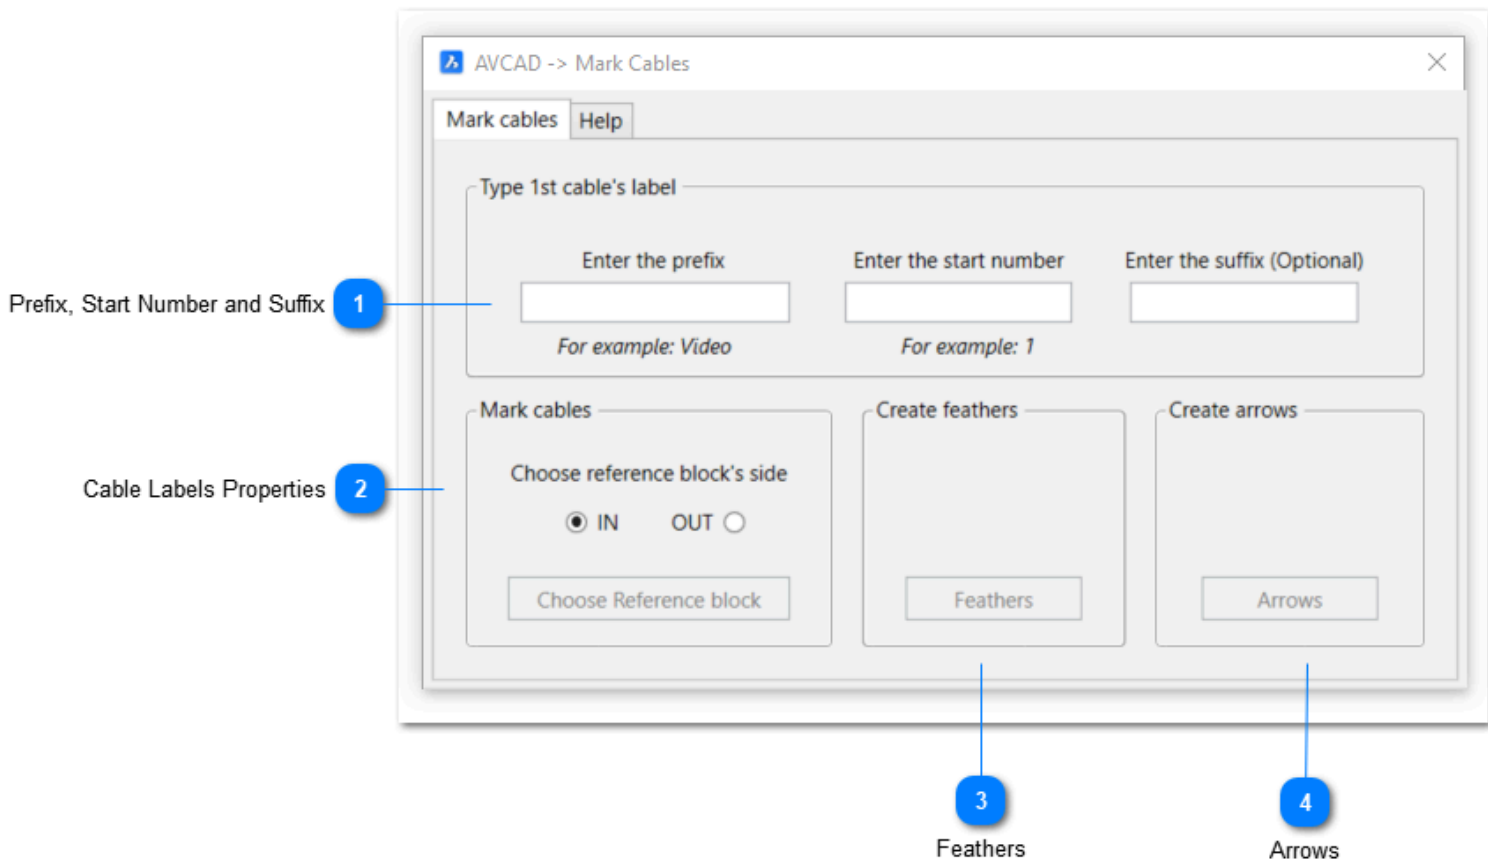 AVCAD -> Mark Cables
Mark cables Help
Type 1st cable's label
Enter the prefix Enter the start number Enter the suffix (Optional)
Prefix, Start Number and Suffix 1
For example: Video For example: 1
Mark cables Create feathers Create arrows
Choose reference block's side
Cable Labels Properties 2
IN OUT
Choose Reference block Feathers Arrows
3 4
Feathers Arrows